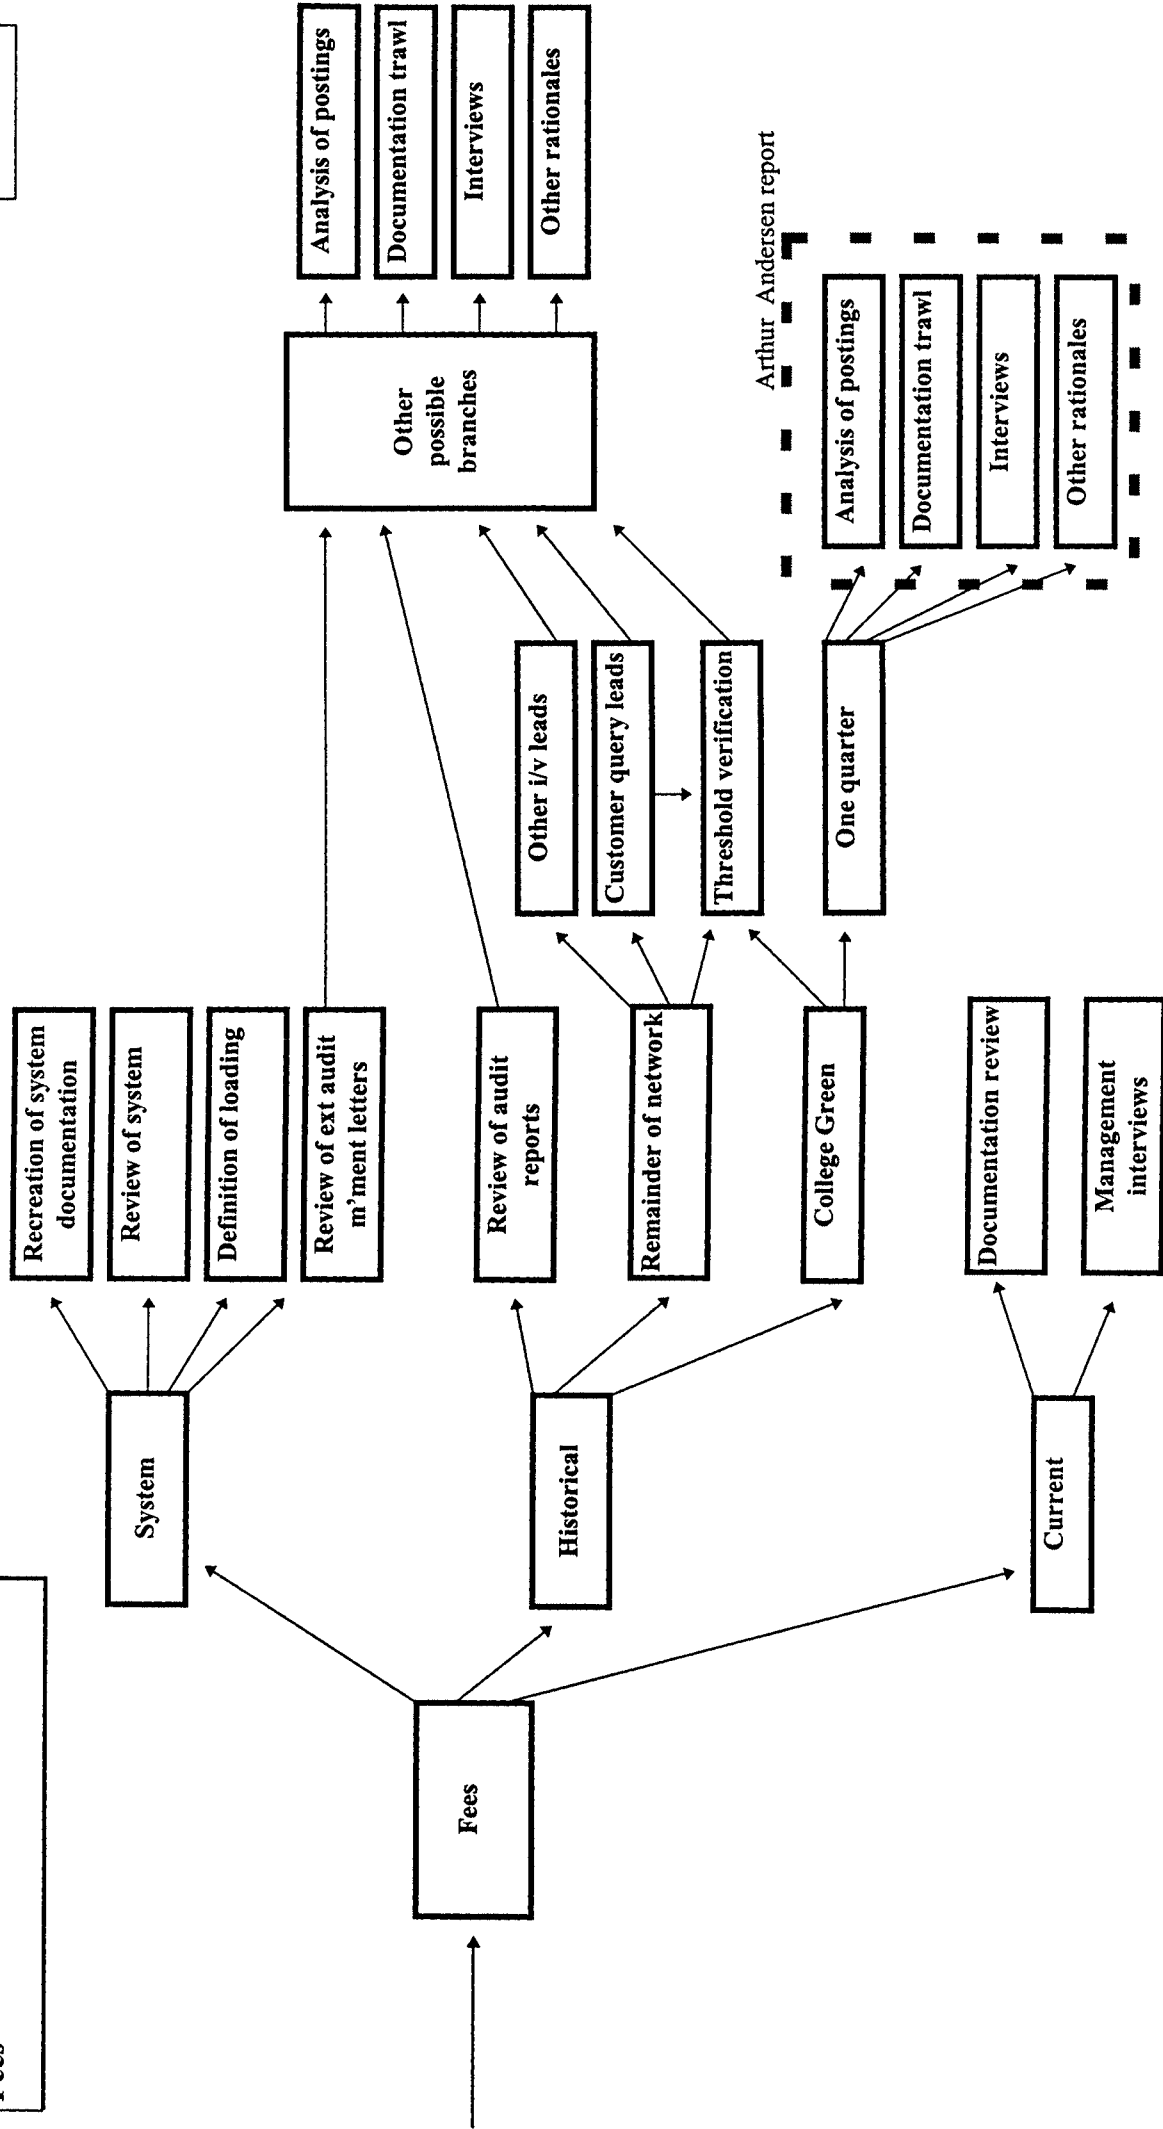 Fees
Fees
System
Historical
Current
Recreation of system
documentation
Review of system
Definition of loading
Review of ext audit
m'ment letters
Review of audit
reports
Remainder of network
College Green
Documentation review
Management
interviews
Other i/v leads
Customer query leads
Threshold verification
One quarter
Other
possible
branches
Analysis of postings
Documentation trawl
Interviews
Other rationales
Arthur Andersen report
Analysis of postings
Documentation trawl
Interviews
Other rationales